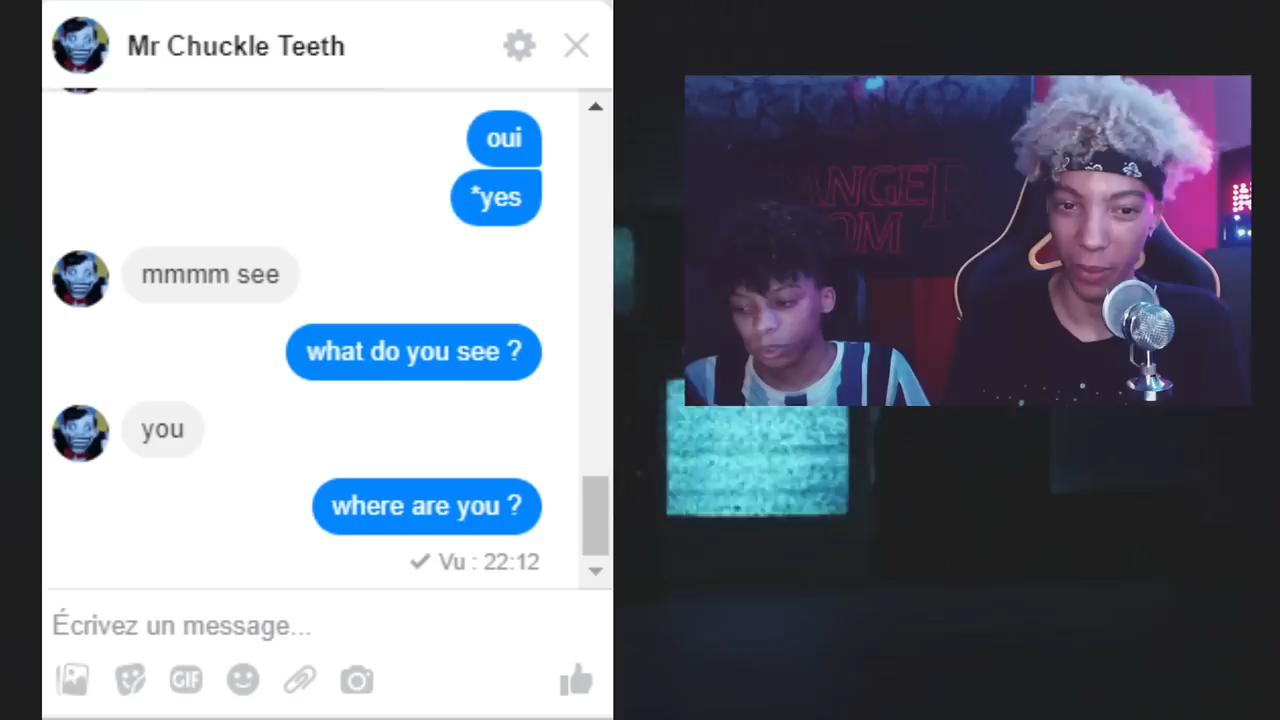 Mr Chuckle Teeth
oui
*yes
mmmm see
what do you see ?
you
where are you ?
Vu : 22:12
Écrivez un message...
GIF